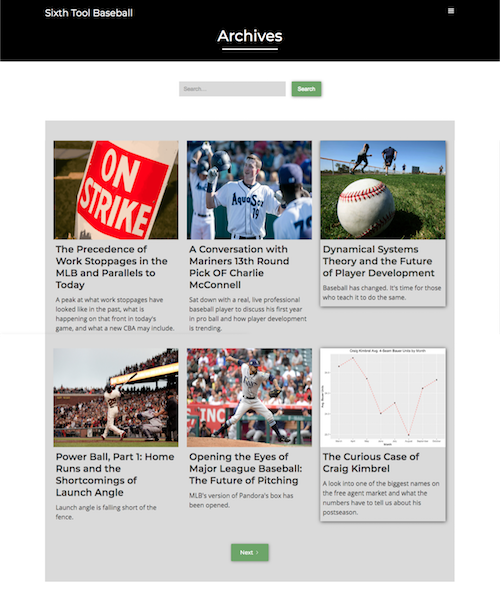 Sixth Tool Baseball
Archives
Search...
Search
ON
STRIKE
AquaSox
19
The Precedence of
Work Stoppages in the
MLB and Parallels to
Today
A peak at what work stoppages have
looked like in the past, what is
happening on that front in today's
game, and what a new CBA may include.
A Conversation with
Mariners 13th Round
Pick OF Charlie
McConnell
Sat down with a real, live professional
baseball player to discuss his first year
in pro ball and how player development
is trending.
Dynamical Systems
Theory and the Future
of Player Development
Baseball has changed. It's time for those
who teach it to do the same.
INC
Craig Kimbrel Avg. 4-Seam Bauer Units by Month
Power Ball, Part 1: Home
Runs and the
Shortcomings of
Launch Angle
Launch angle is falling short of the
fence.
Opening the Eyes of
Major League Baseball:
The Future of Pitching
MLB's version of Pandora's box has
been opened.
The Curious Case of
Craig Kimbrel
A look into one of the biggest names on
the free agent market and what the
numbers have to tell us about his
postseason.
Next